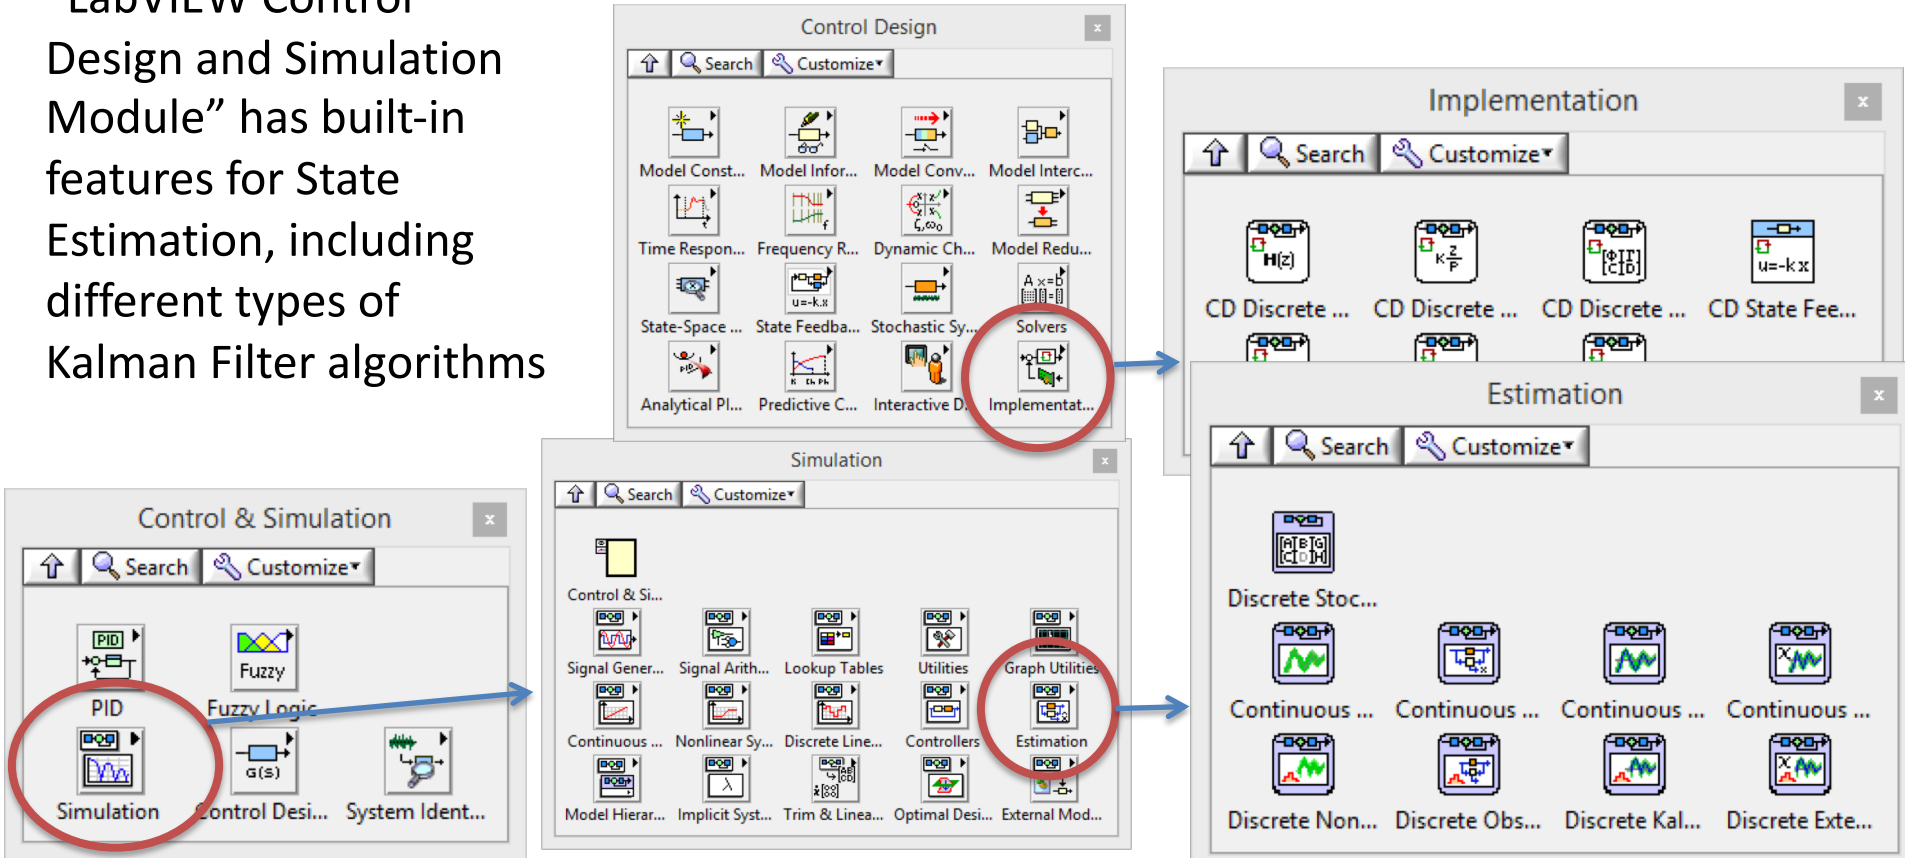 “LabVIEW Control
Design and Simulation
Module” has built-in
features for State
Estimation, including
different types of
Kalman Filter algorithms
Control Design
x
Search Customize
Model Const... Model Infor... Model Conv... Model Interc...
Time Respon... Frequency R... Dynamic Ch... Model Redu...
u=-k.x
A x=b
State-Space ... State Feedba... Stochastic Sy... Solvers
PID
Analytical Pl... Predictive C... Interactive D... Implementat...
Implementation
x
Search Customize
H(z) K z/P u=-kx
CD Discrete ... CD Discrete ... CD Discrete ... CD State Fee...
Control & Simulation
x
Search Customize
PID Fuzzy
PID Fuzzy Logic
G(s)
Simulation Control Desi... System Ident...
Simulation
x
Search Customize
Control & Si...
Signal Gener... Signal Arith... Lookup Tables Utilities Graph Utilities
Continuous ... Nonlinear Sy... Discrete Line... Controllers Estimation
λ
Model Hierar... Implicit Syst... Trim & Linea... Optimal Desi... External Mod...
Estimation
x
Search Customize
Discrete Stoc...
Continuous ... Continuous ... Continuous ... Continuous ...
Discrete Non... Discrete Obs... Discrete Kal... Discrete Exte...